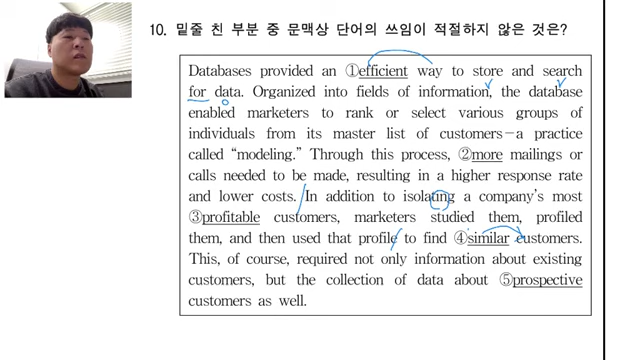 10. 밑줄 친 부분 중 문맥상 단어의 쓰임이 적절하지 않은 것은?
Databases provided an ①efficient way to store and search
for data. Organized into fields of information, the database
enabled marketers to rank or select various groups of
individuals from its master list of customers－a practice
called “modeling.” Through this process, ②more mailings or
calls needed to be made, resulting in a higher response rate
and lower costs. In addition to isolating a company’s most
③profitable customers, marketers studied them, profiled
them, and then used that profile to find ④similar customers.
This, of course, required not only information about existing
customers, but the collection of data about ⑤prospective
customers as well.